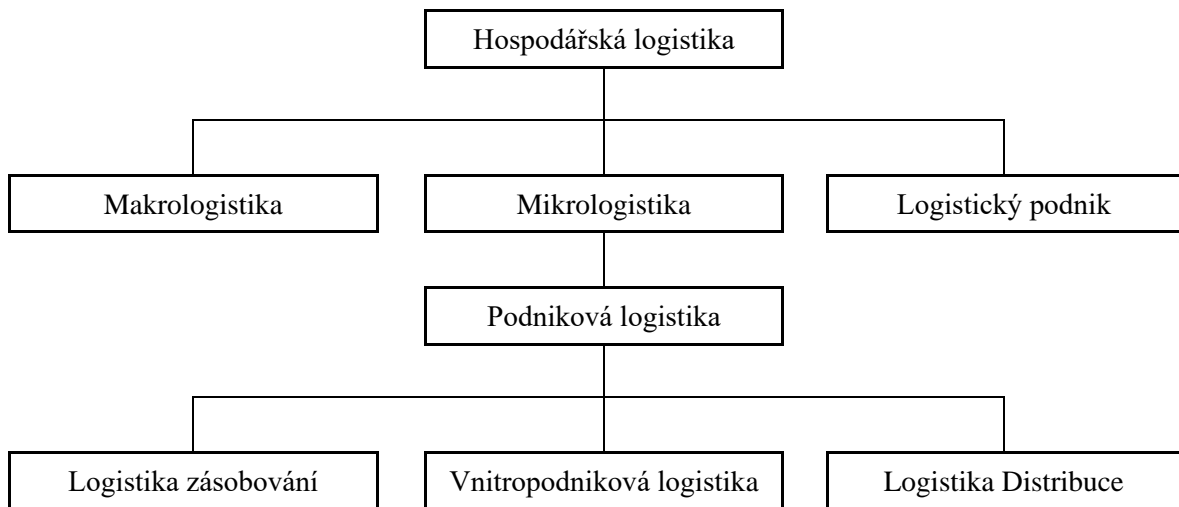 Hospodářská logistika
Makrologistika
Mikrologistika
Logistický podnik
Podniková logistika
Logistika zásobování
Vnitropodniková logistika
Logistika Distribuce